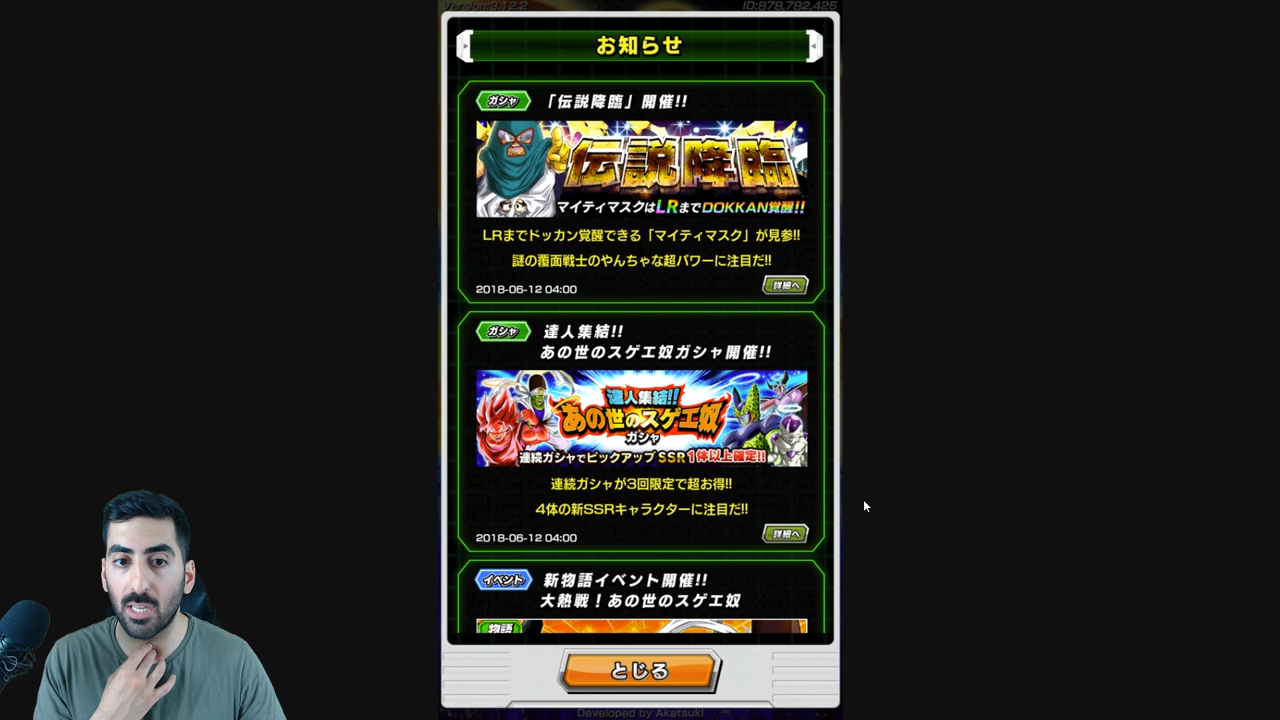 Version:3.12.2
ID:878,782,425
お知らせ
ガシャ
「伝説降臨」開催!!
伝説降臨
マイティマスクはLRまでDOKKAN覚醒!!
LRまでドッカン覚醒できる「マイティマスク」が見参!!
謎の覆面戦士のやんちゃな超パワーに注目だ!!
2018-06-12 04:00
詳細へ
ガシャ
達人集結!!
あの世のスゲエ奴ガシャ開催!!
達人集結!!
あの世のスゲエ奴
ガシャ
連続ガシャでピックアップSSR1体以上確定!!
連続ガシャが3回限定で超お得!!
4体の新SSRキャラクターに注目だ!!
2018-06-12 04:00
詳細へ
イベント
新物語イベント開催!!
大熱戦！あの世のスゲエ奴
物語
とじる
Developed by Akatsuki